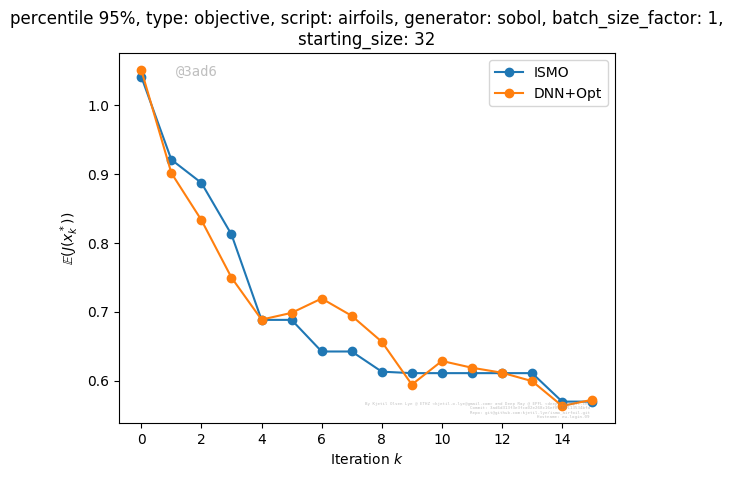 percentile 95%, type: objective, script: airfoils, generator: sobol, batch_size_factor: 1,
starting_size: 32
@3ad6
ISMO
DNN+Opt
1.0
0.9
0.8
0.7
0.6
𝔼(J(x_k^*))
0 2 4 6 8 10 12 14
Iteration k